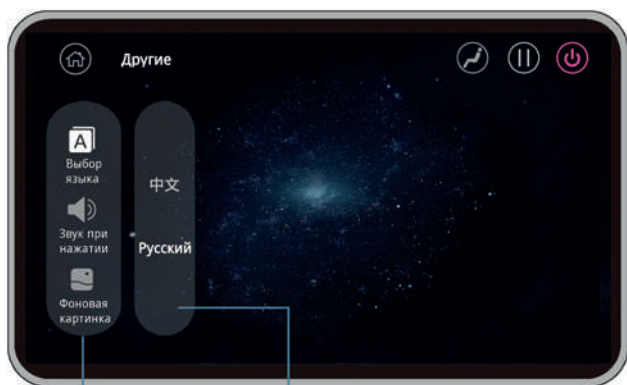 Другие
A
Выбор
языка
Звук при
нажатии
Фоновая
картинка
中文
Русский